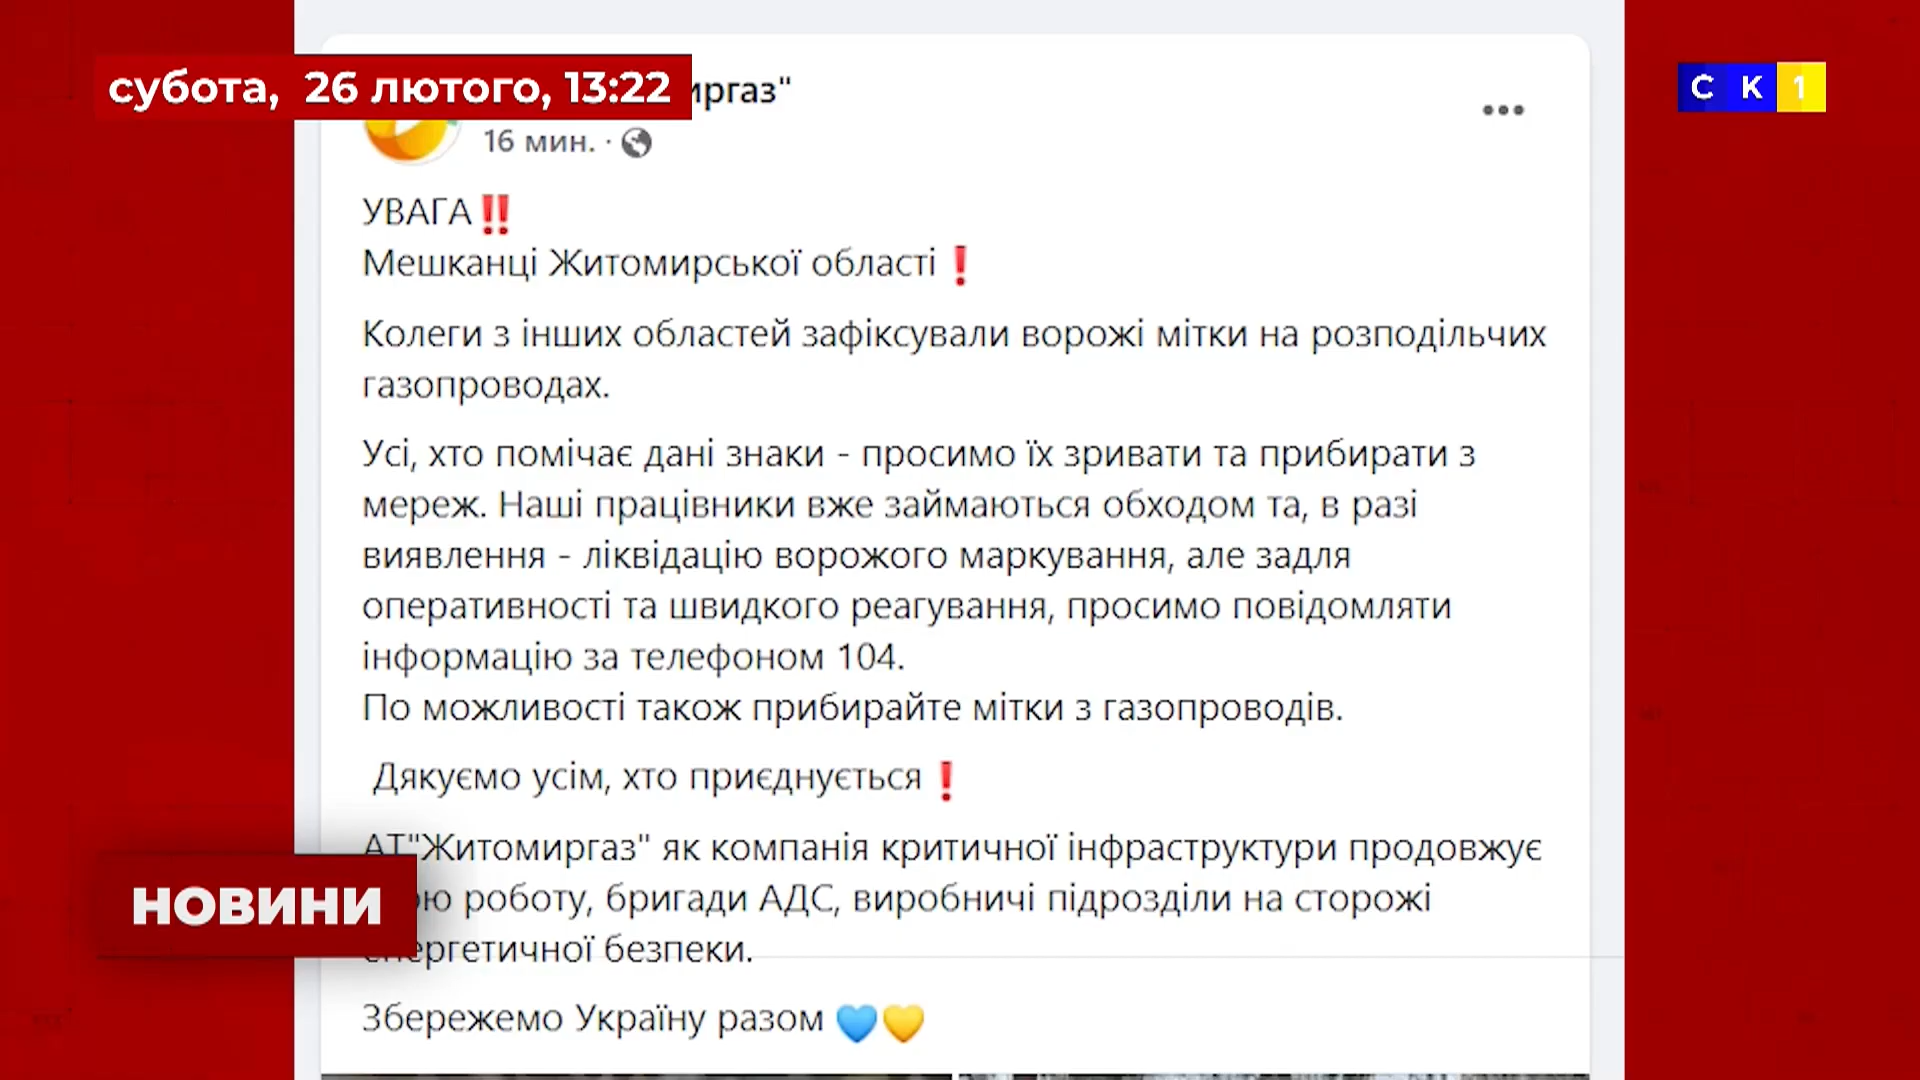 субота, 26 лютого, 13:22
СК1
16 мин.
УВАГА‼️
Мешканці Житомирської області❗
Колеги з інших областей зафіксували ворожі мітки на розподільчих
газопроводах.
Усі, хто помічає дані знаки - просимо їх зривати та прибирати з
мереж. Наші працівники вже займаються обходом та, в разі
виявлення - ліквідацію ворожого маркування, але задля
оперативності та швидкого реагування, просимо повідомляти
інформацію за телефоном 104.
По можливості також прибирайте мітки з газопроводів.
Дякуємо усім, хто приєднується❗
АТ"Житомиргаз" як компанія критичної інфраструктури продовжує
роботу, бригади АДС, виробничі підрозділи на сторожі
енергетичної безпеки.
Збережемо Україну разом 💙💛
НОВИНИ